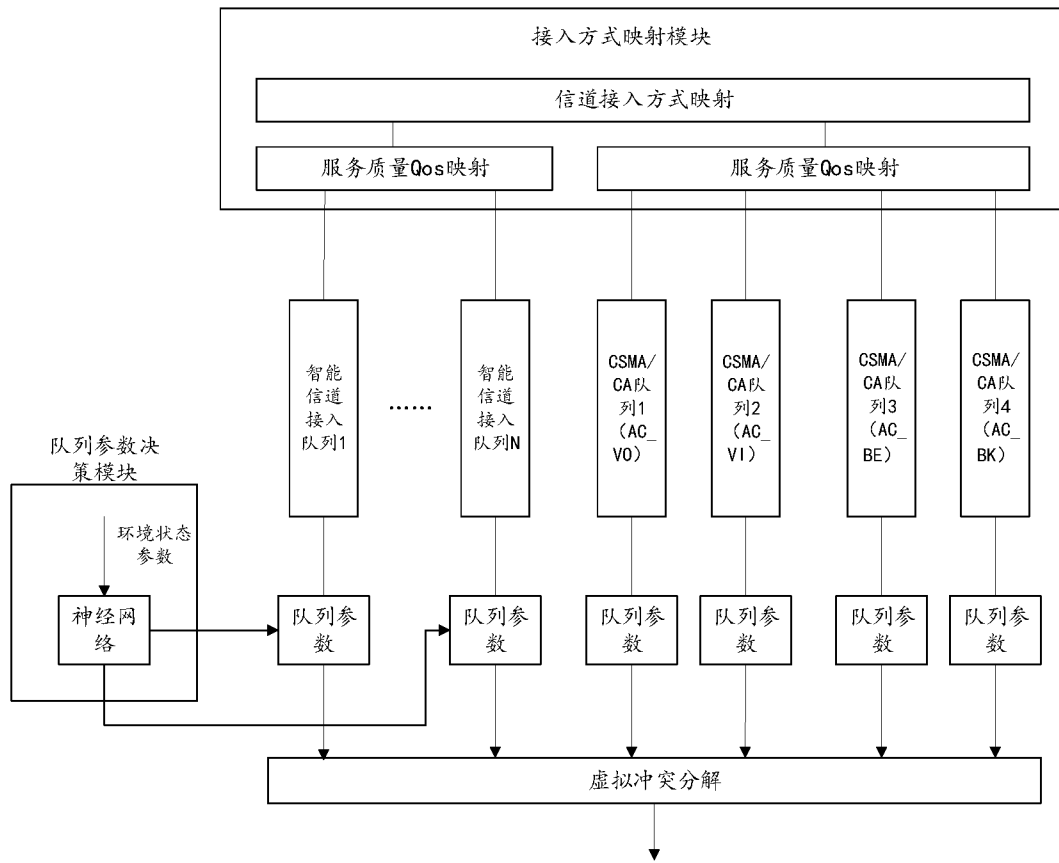 接入方式映射模块
信道接入方式映射
服务质量Qos映射
服务质量Qos映射
智能
信道
接入
队列1
……
智能
信道
接入
队列N
CSMA/
CA队
列1
（AC_
VO）
CSMA/
CA队
列2
（AC_
VI）
CSMA/
CA队
列3
（AC_
BE）
CSMA/
CA队
列4
（AC_
BK）
队列参数决
策模块
环境状态
参数
神经网
络
队列参
数
队列参
数
队列参
数
队列参
数
队列参
数
队列参
数
虚拟冲突分解